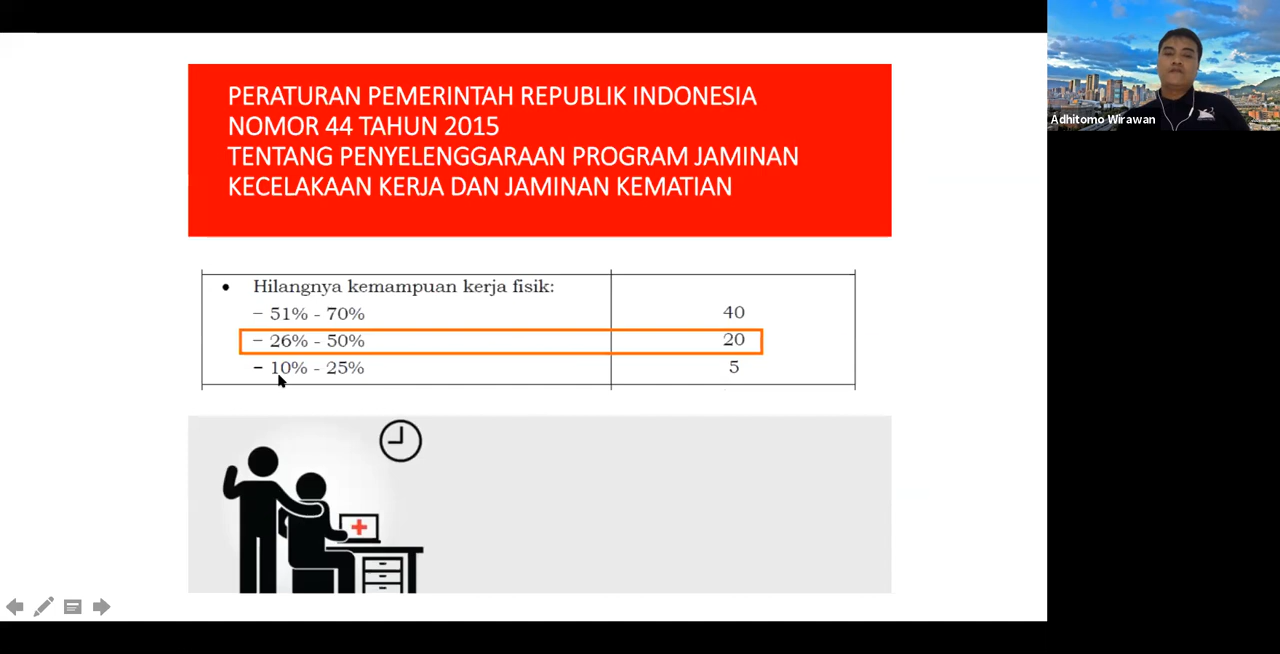 PERATURAN PEMERINTAH REPUBLIK INDONESIA
NOMOR 44 TAHUN 2015
TENTANG PENYELENGGARAAN PROGRAM JAMINAN
KECELAKAAN KERJA DAN JAMINAN KEMATIAN
Adhitomo Wirawan
• Hilangnya kemampuan kerja fisik:
– 51% - 70% 40
– 26% - 50% 20
– 10% - 25% 5